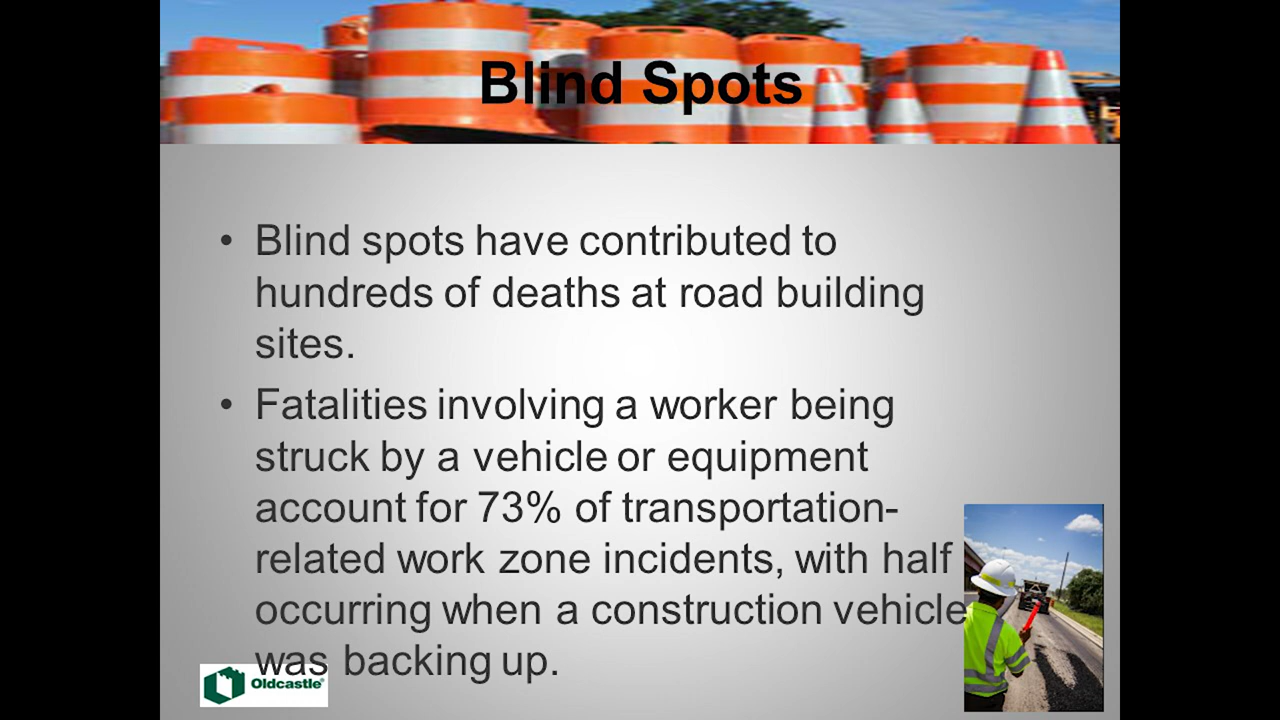 Blind Spots
• Blind spots have contributed to
hundreds of deaths at road building
sites.
• Fatalities involving a worker being
struck by a vehicle or equipment
account for 73% of transportation-
related work zone incidents, with half
occurring when a construction vehicle
was backing up.
Oldcastle®